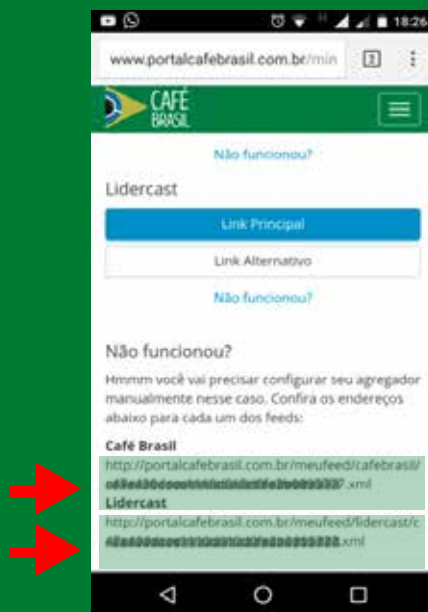 18:26
www.portalcafebrasil.com.br/min
CAFÉ
BRASIL
Não funcionou?
Lidercast
Link Principal
Link Alternativo
Não funcionou?
Não funcionou?
Hmmm você vai precisar configurar seu agregador
manualmente nesse caso. Confira os endereços
abaixo para cada um dos feeds:
Café Brasil
http://portalcafebrasil.com.br/meufeed/cafebrasil/
.xml
Lidercast
http://portalcafebrasil.com.br/meufeed/lidercast/c
.xml